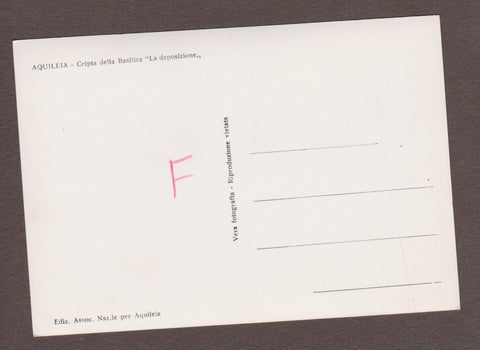 AQUILEIA - Cripta della Basilica "La deposizione„
F
Vera fotografia - Riproduzione vietata
Ediz. Assoc. Naz.le per Aquileia